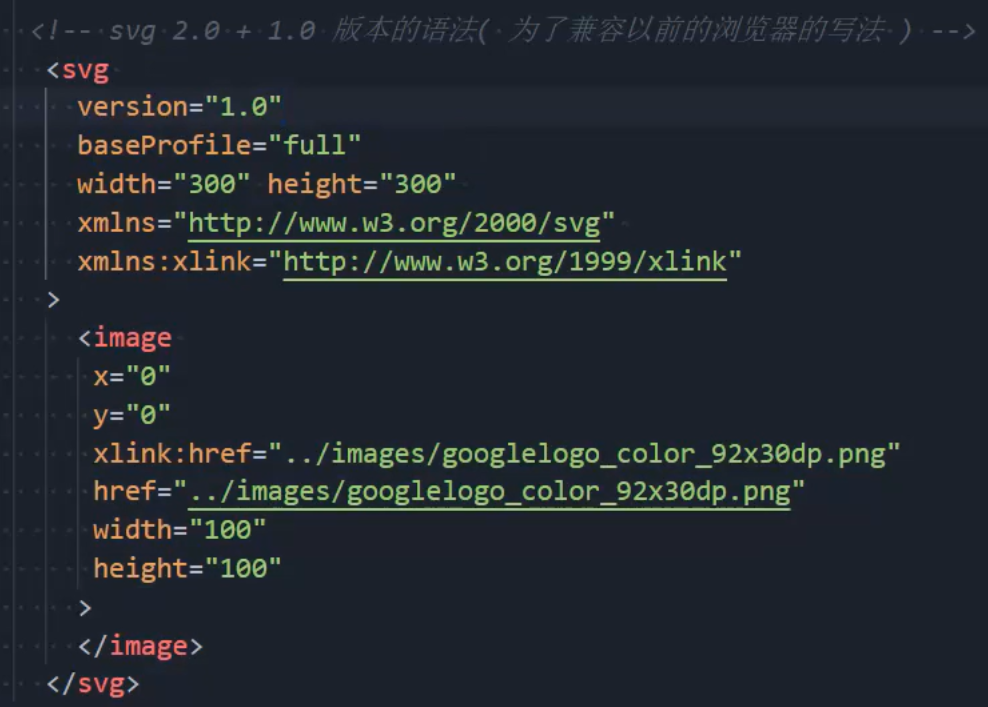 <!-- svg 2.0 + 1.0 版本的语法( 为了兼容以前的浏览器的写法 ) -->
<svg
version="1.0"
baseProfile="full"
width="300" height="300"
xmlns="http://www.w3.org/2000/svg"
xmlns:xlink="http://www.w3.org/1999/xlink"
>
<image
x="0"
y="0"
xlink:href="../images/googlelogo_color_92x30dp.png"
href="../images/googlelogo_color_92x30dp.png"
width="100"
height="100"
>
</image>
</svg>